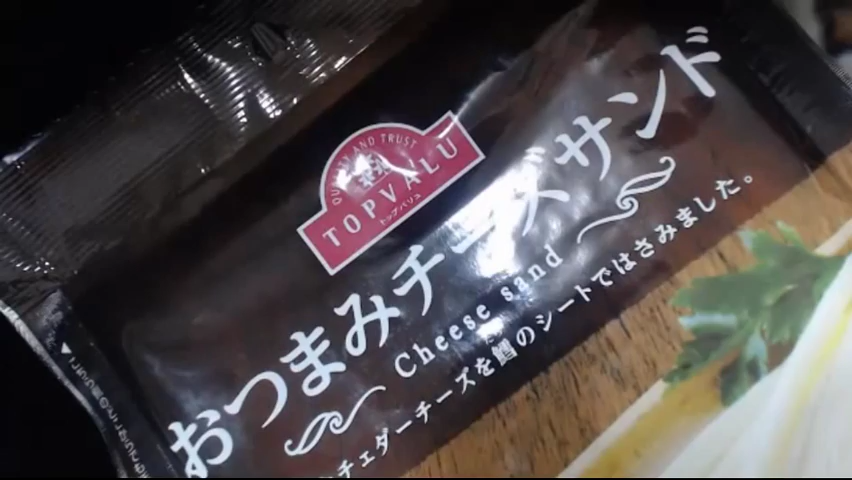 QUALITY AND TRUST
TOPVALU
トップバリュ
おつまみチーズサンド
Cheese sand
チェダーチーズを鱈のシートではさみました。